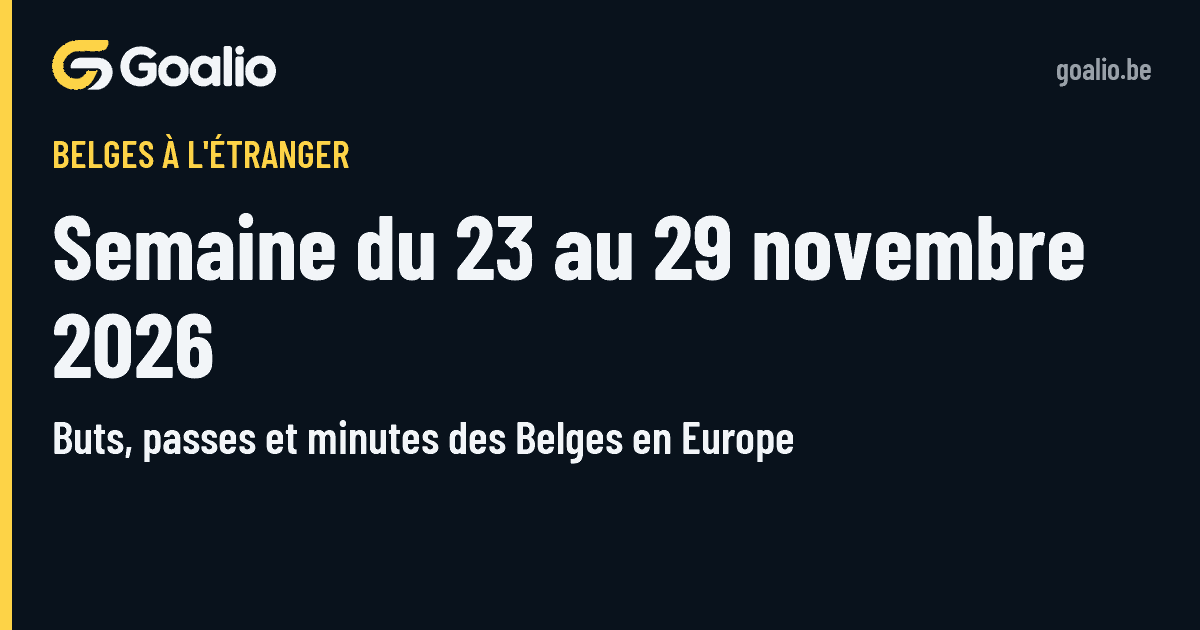 Goalio
goalio.be
BELGES À L'ÉTRANGER
Semaine du 23 au 29 novembre
2026
Buts, passes et minutes des Belges en Europe